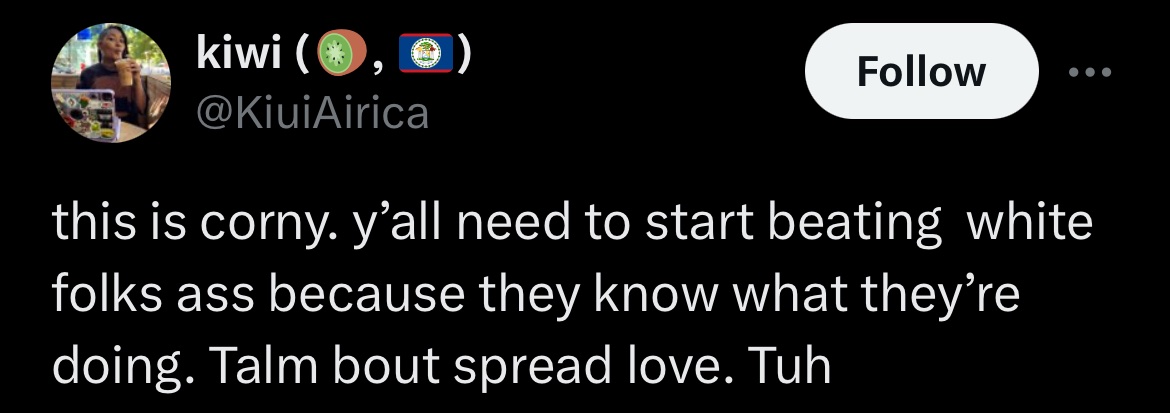 kiwi (🥝, 🇧🇿)
@KiuiAirica
Follow
this is corny. y’all need to start beating  white
folks ass because they know what they’re
doing. Talm bout spread love. Tuh